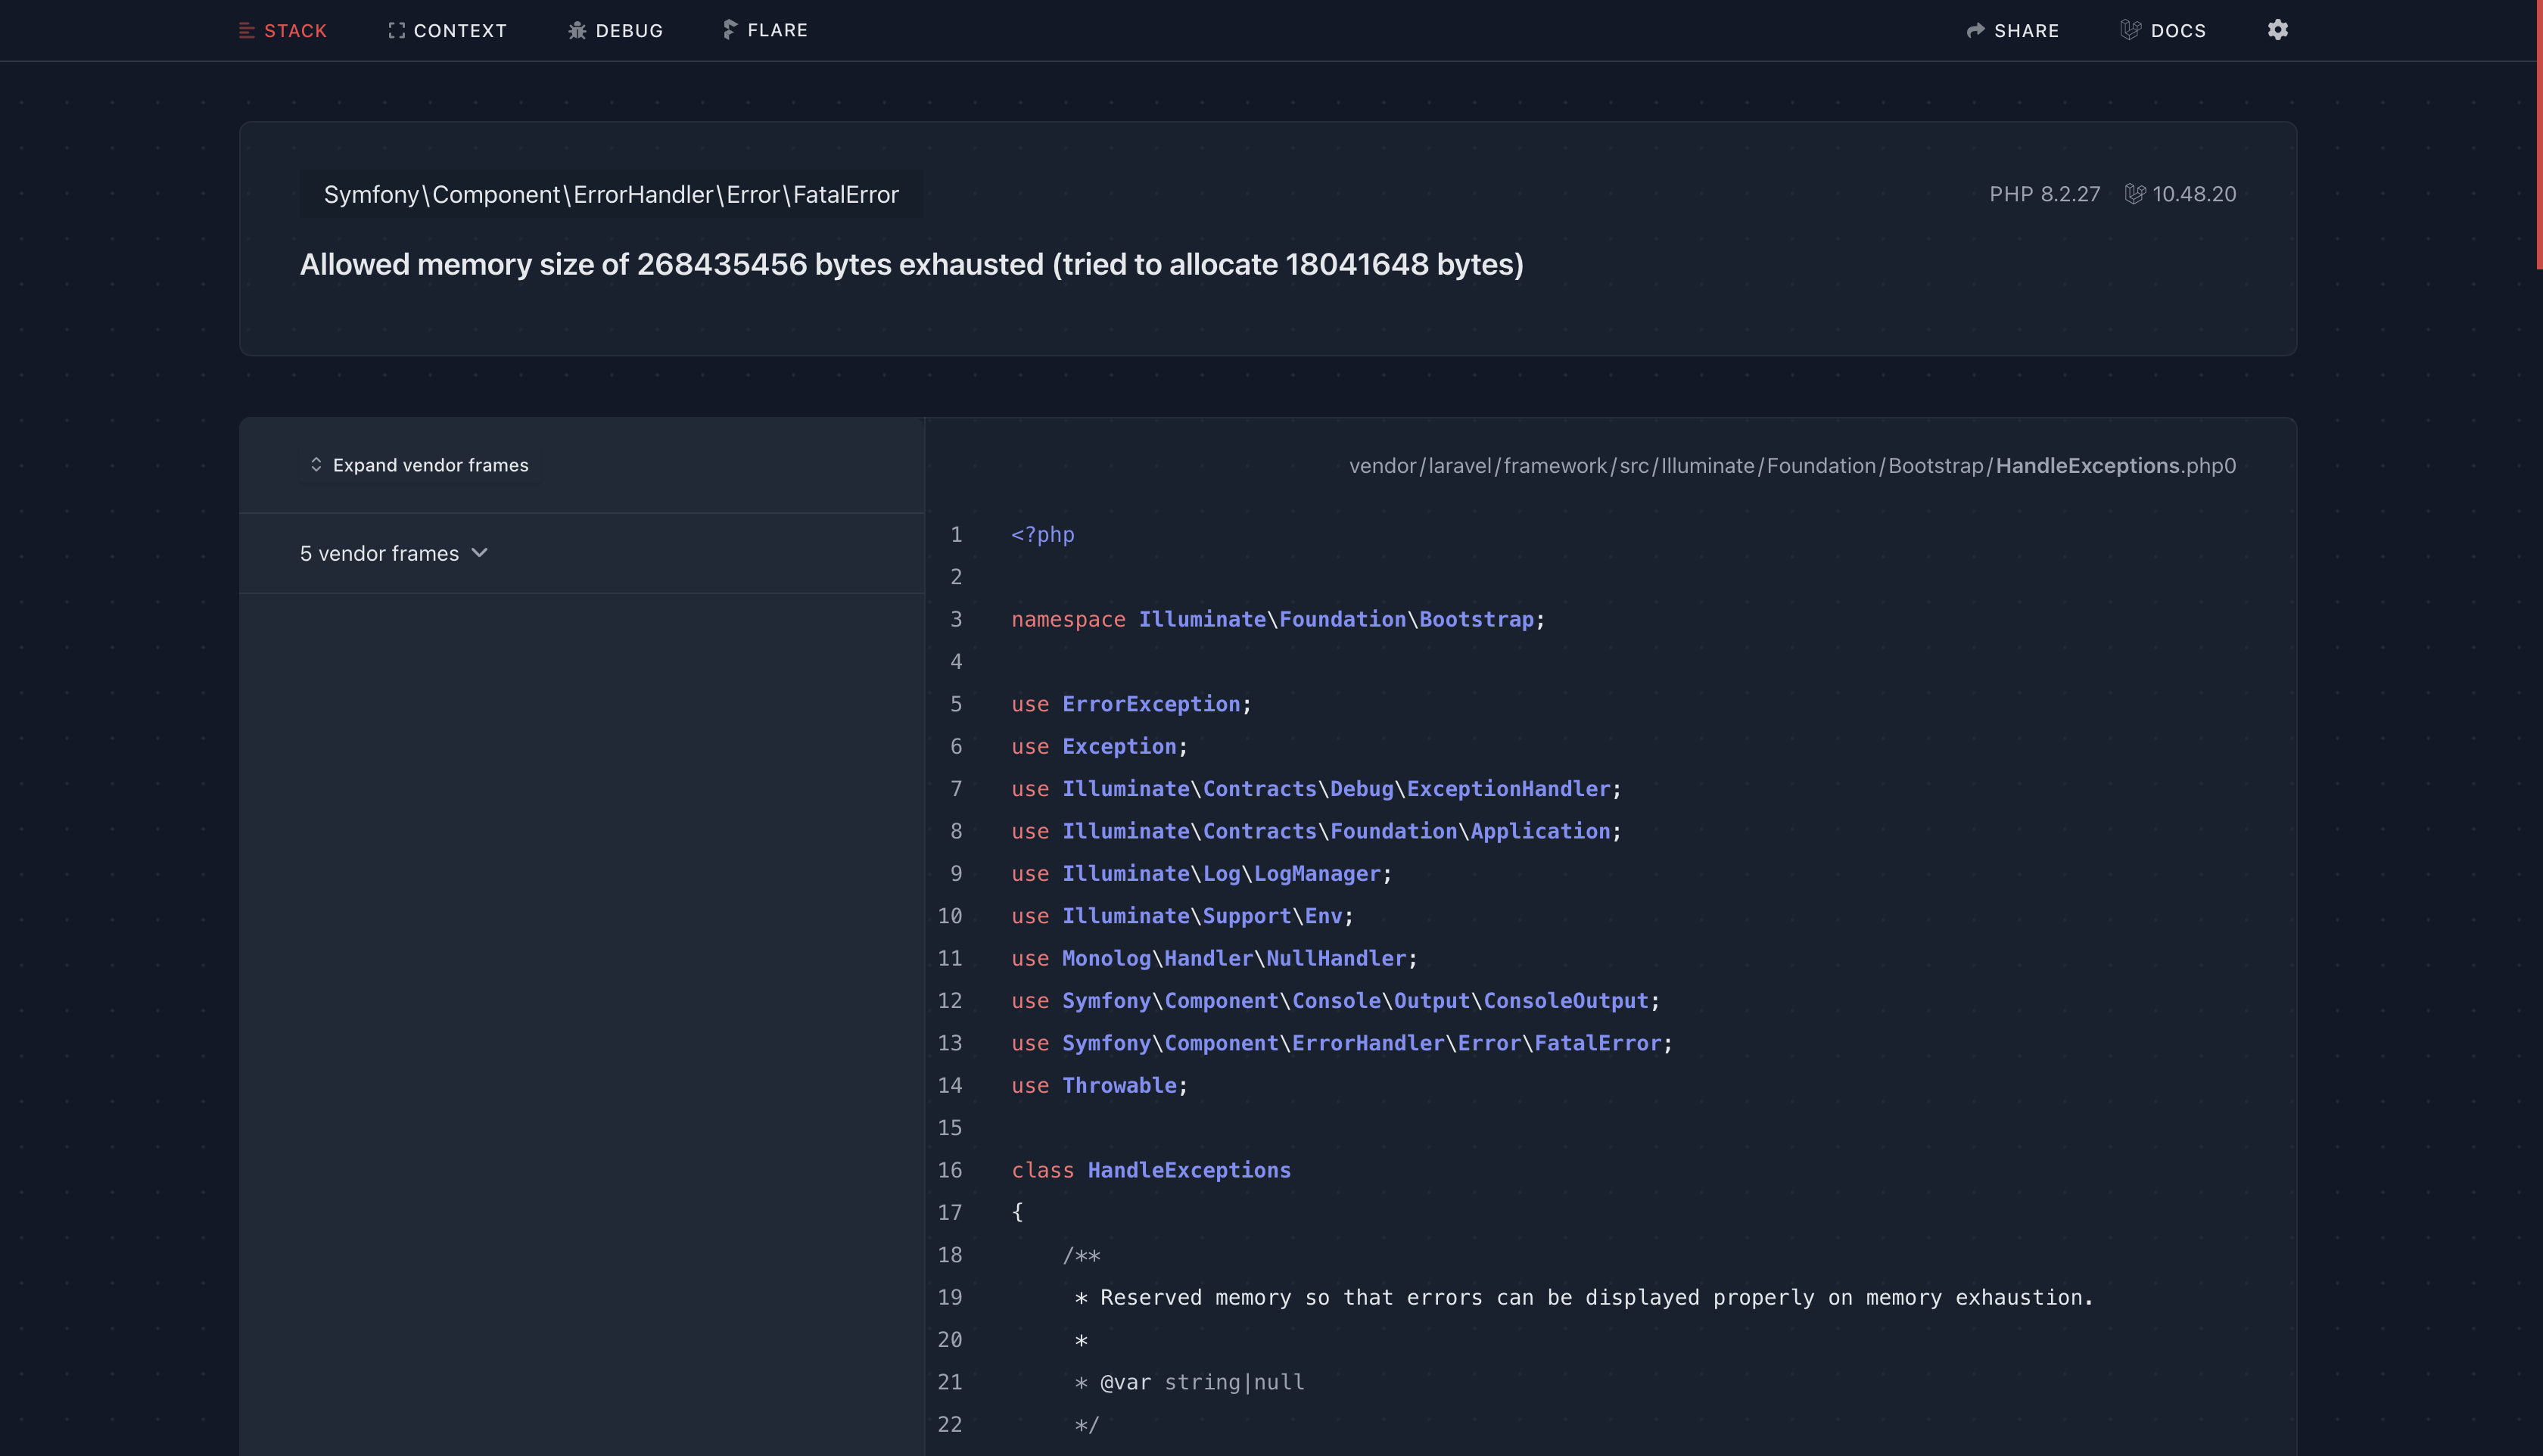 STACK CONTEXT DEBUG FLARE SHARE DOCS
Symfony\Component\ErrorHandler\Error\FatalError PHP 8.2.27 10.48.20
Allowed memory size of 268435456 bytes exhausted (tried to allocate 18041648 bytes)
Expand vendor frames
5 vendor frames
vendor/laravel/framework/src/Illuminate/Foundation/Bootstrap/HandleExceptions.php0
1 <?php
2
3 namespace Illuminate\Foundation\Bootstrap;
4
5 use ErrorException;
6 use Exception;
7 use Illuminate\Contracts\Debug\ExceptionHandler;
8 use Illuminate\Contracts\Foundation\Application;
9 use Illuminate\Log\LogManager;
10 use Illuminate\Support\Env;
11 use Monolog\Handler\NullHandler;
12 use Symfony\Component\Console\Output\ConsoleOutput;
13 use Symfony\Component\ErrorHandler\Error\FatalError;
14 use Throwable;
15
16 class HandleExceptions
17 {
18 /**
19 * Reserved memory so that errors can be displayed properly on memory exhaustion.
20 *
21 * @var string|null
22 */